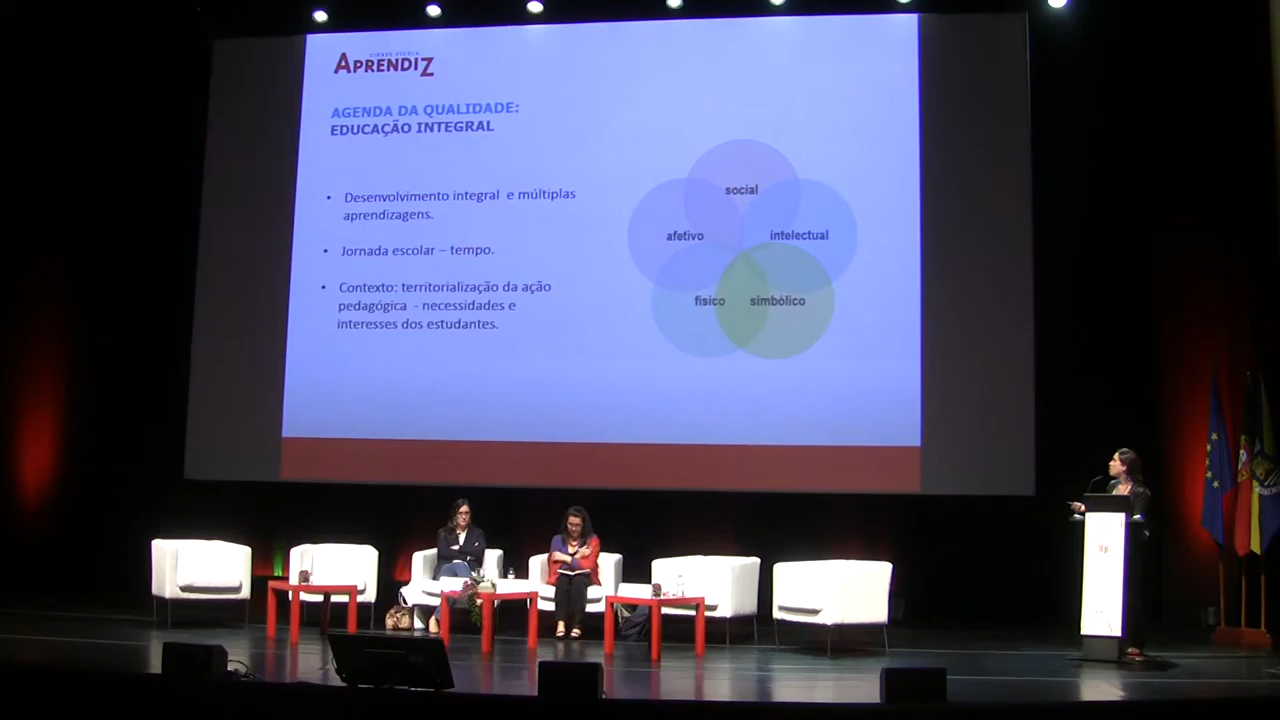 CIDADE ESCOLA
APRENDIZ
AGENDA DA QUALIDADE:
EDUCAÇÃO INTEGRAL
• Desenvolvimento integral e múltiplas
aprendizagens.
• Jornada escolar – tempo.
• Contexto: territorialização da ação
pedagógica - necessidades e
interesses dos estudantes.
social
afetivo
intelectual
físico
simbólico